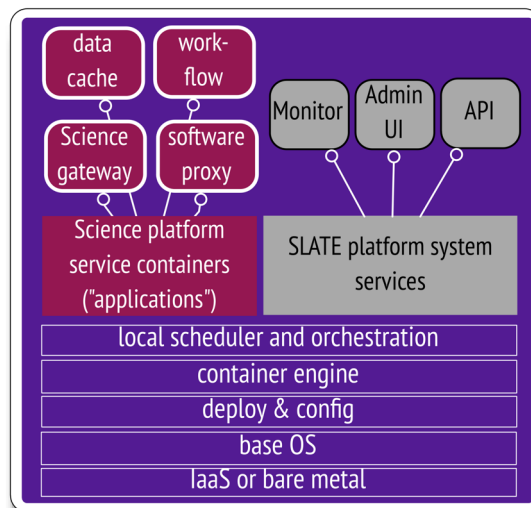 data
cache
work-
flow
Monitor
Admin
UI
API
Science
gateway
software
proxy
Science platform
service containers
("applications")
SLATE platform system
services
local scheduler and orchestration
container engine
deploy & config
base OS
IaaS or bare metal